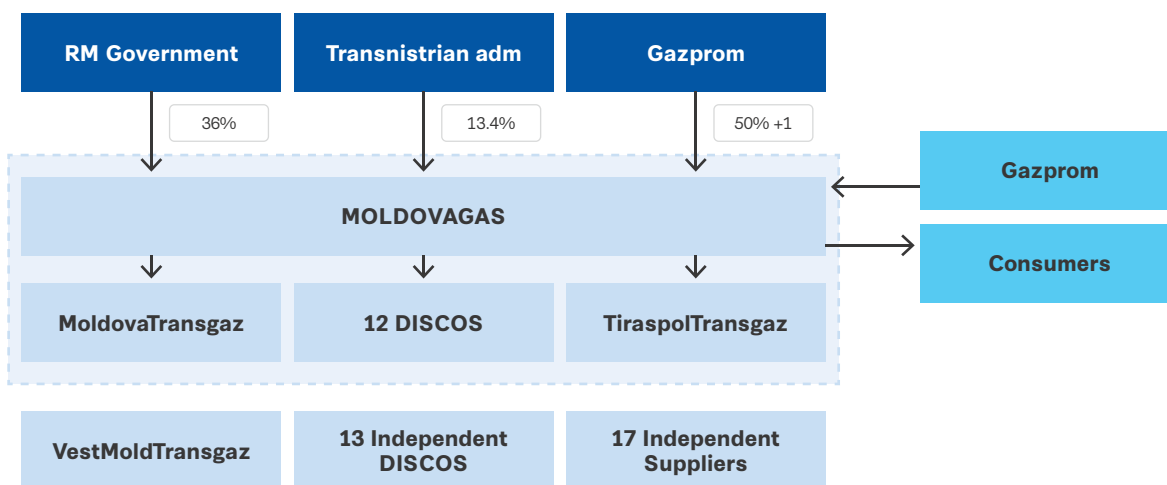 RM Government
Transnistrian adm
Gazprom
36%
13.4%
50% +1
Gazprom
MOLDOVAGAS
Consumers
MoldovaTransgaz
12 DISCOS
TiraspolTransgaz
VestMoldTransgaz
13 Independent
DISCOS
17 Independent
Suppliers